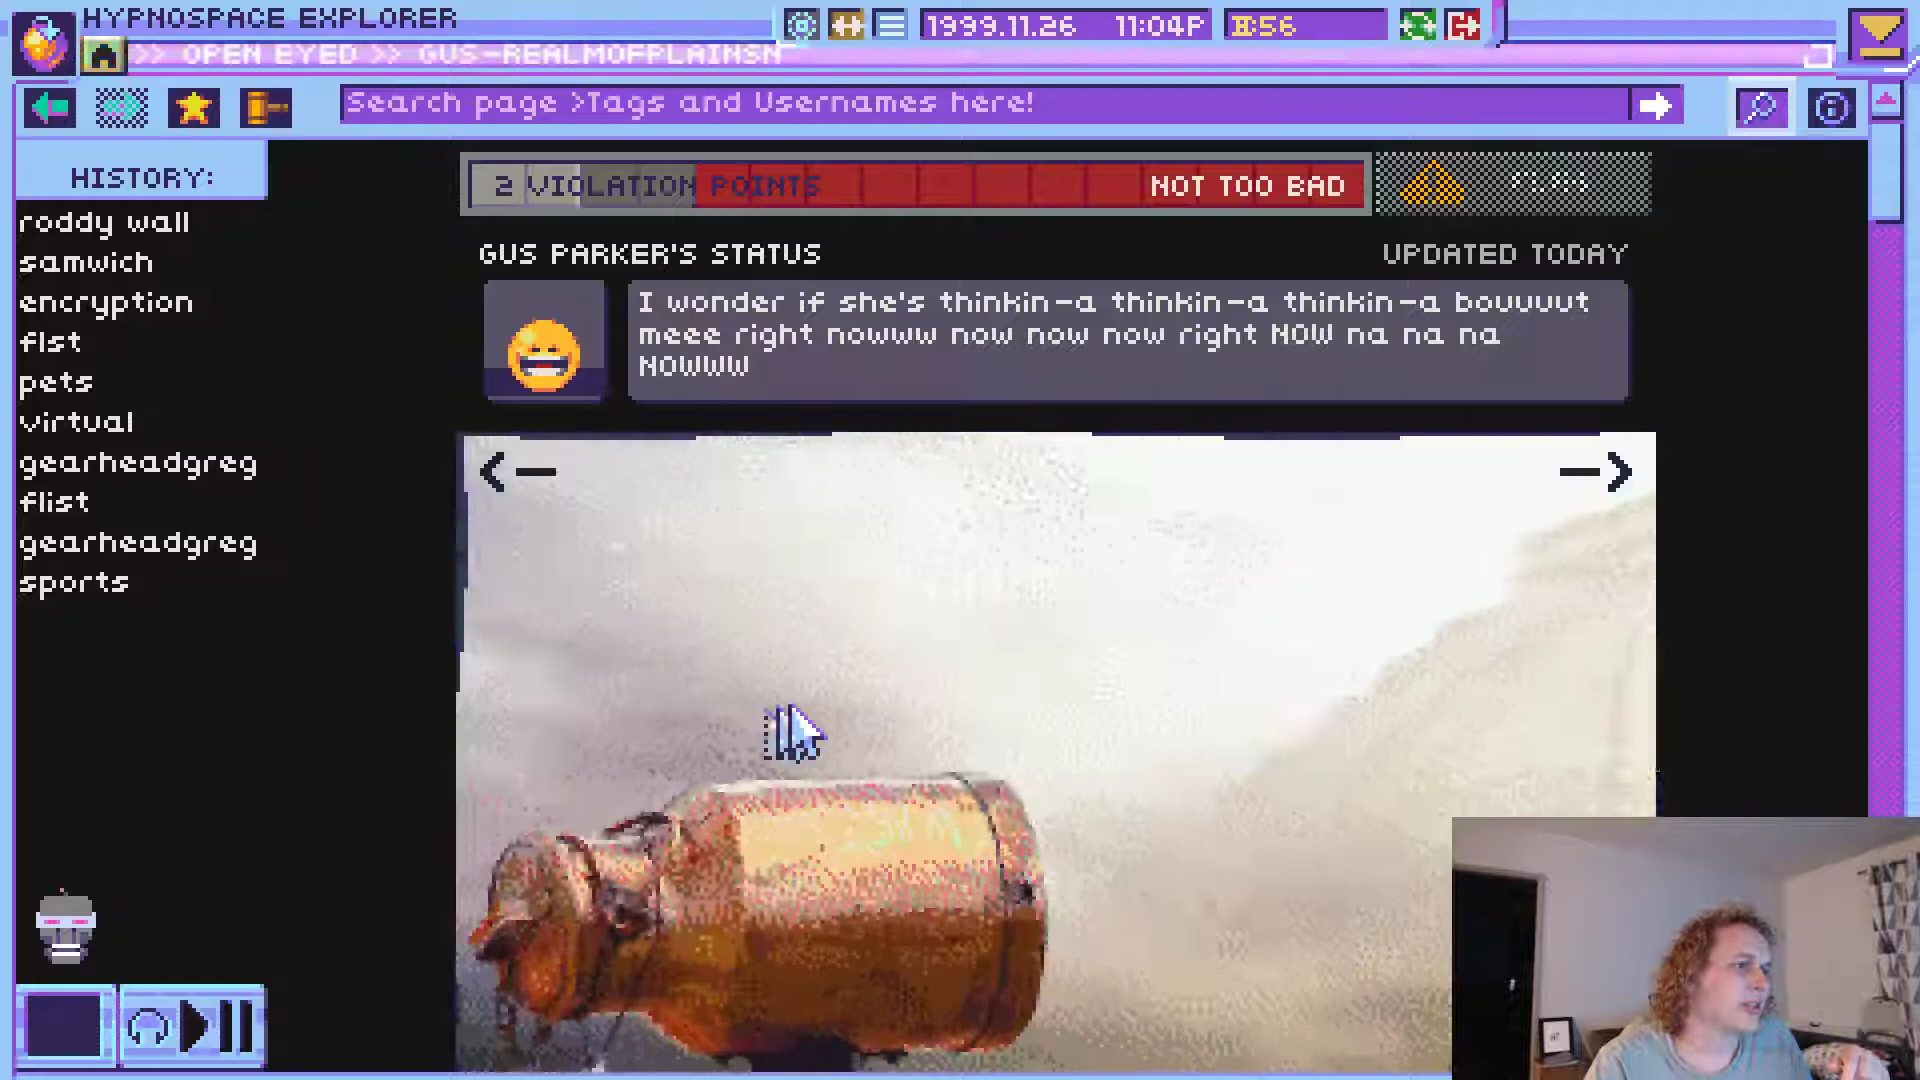 HYPNOSPACE EXPLORER
1999.11.26 11:04P
56
>> OPEN EYED >> GUS-REALMOFPLAINSN
Search page >Tags and Usernames here!
HISTORY:
roddy wall
samwich
encryption
flst
pets
virtual
gearheadgreg
flist
gearheadgreg
sports
2 VIOLATION POINTS NOT TOO BAD
GUS PARKER'S STATUS UPDATED TODAY
I wonder if she's thinkin-a thinkin-a thinkin-a bouuuut
meee right nowww now now now right NOW na na na
NOWWW